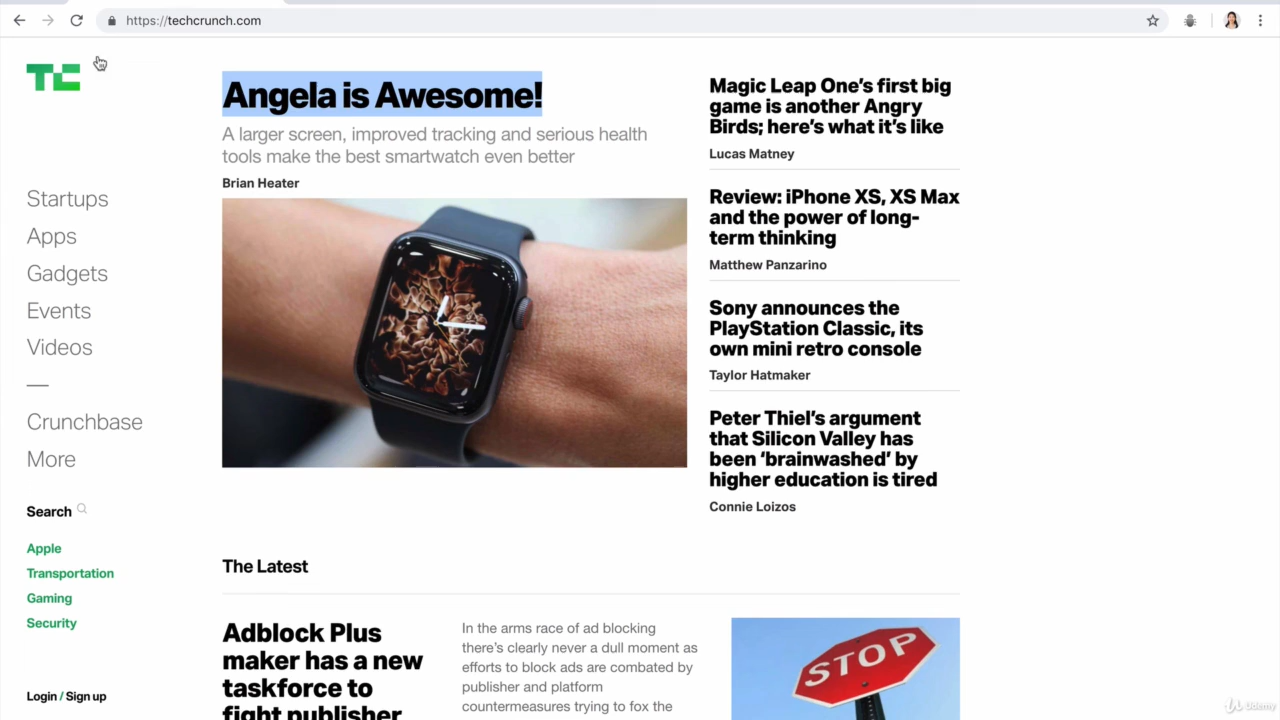 https://techcrunch.com
TC
Startups
Apps
Gadgets
Events
Videos
Crunchbase
More
Search
Apple
Transportation
Gaming
Security
Login / Sign up
Angela is Awesome!
A larger screen, improved tracking and serious health
tools make the best smartwatch even better
Brian Heater
Magic Leap One’s first big
game is another Angry
Birds; here’s what it’s like
Lucas Matney
Review: iPhone XS, XS Max
and the power of long-
term thinking
Matthew Panzarino
Sony announces the
PlayStation Classic, its
own mini retro console
Taylor Hatmaker
Peter Thiel’s argument
that Silicon Valley has
been ‘brainwashed’ by
higher education is tired
Connie Loizos
The Latest
Adblock Plus
maker has a new
taskforce to
fight publisher
In the arms race of ad blocking
there’s clearly never a dull moment as
efforts to block ads are combated by
publisher and platform
countermeasures trying to fox the
STOP
Udemy